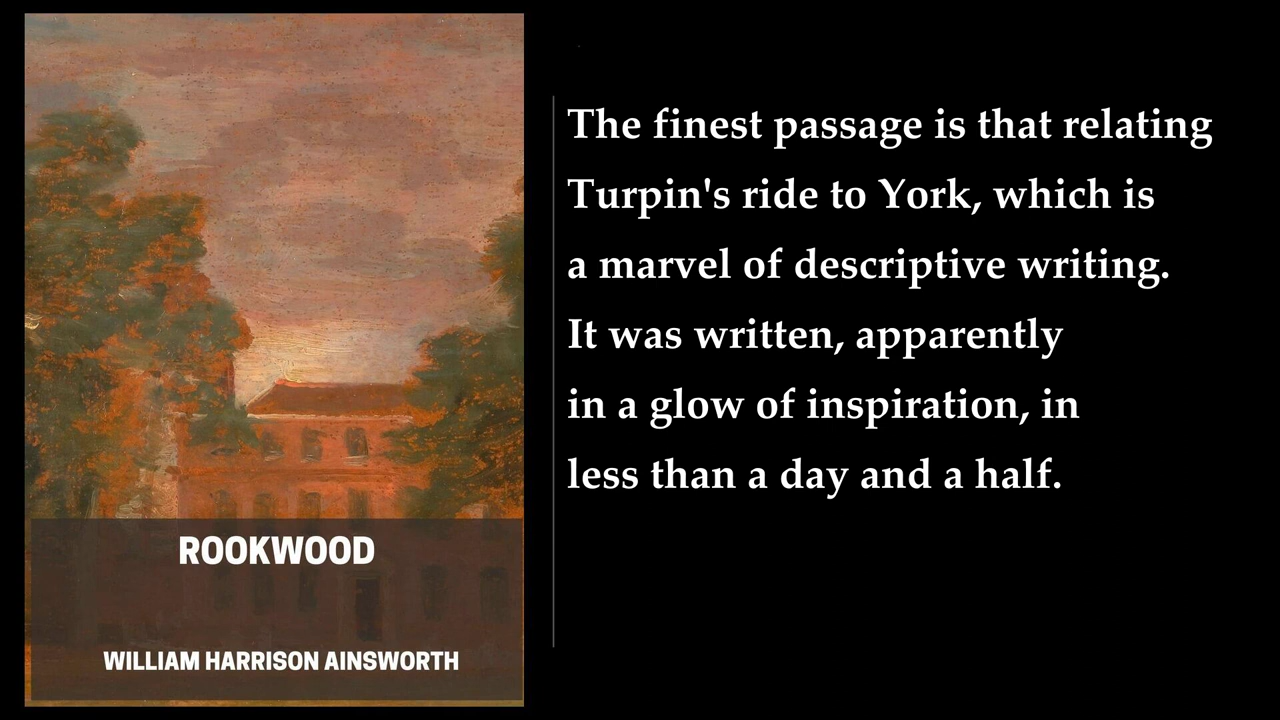 ROOKWOOD
WILLIAM HARRISON AINSWORTH
The finest passage is that relating
Turpin's ride to York, which is
a marvel of descriptive writing.
It was written, apparently
in a glow of inspiration, in
less than a day and a half.